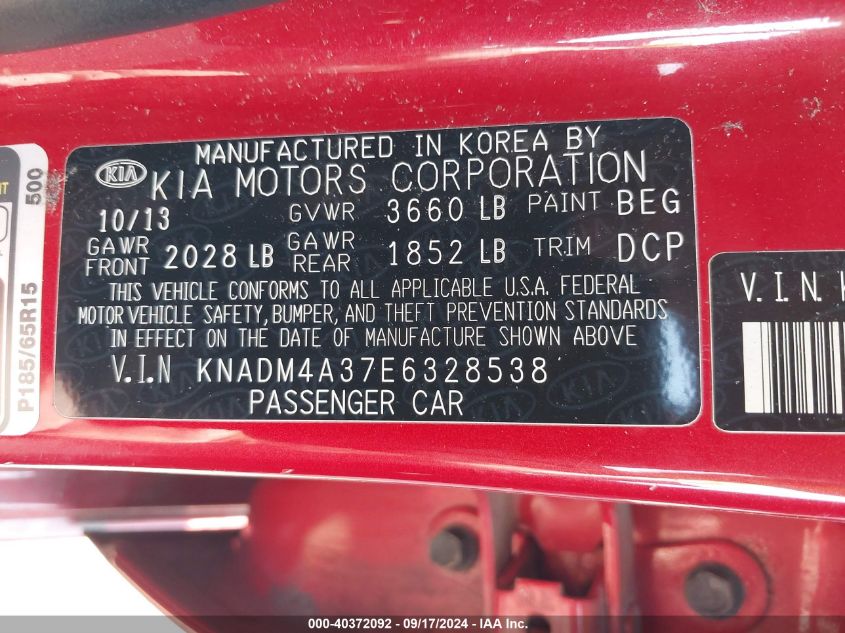 MANUFACTURED IN KOREA BY
KIA KIA MOTORS CORPORATION
10/13 GVWR 3660 LB PAINT BEG
GAWR FRONT 2028 LB GAWR REAR 1852 LB TRIM DCP
THIS VEHICLE CONFORMS TO ALL APPLICABLE U.S.A. FEDERAL
MOTOR VEHICLE SAFETY, BUMPER, AND THEFT PREVENTION STANDARDS
IN EFFECT ON THE DATE OF MANUFACTURE SHOWN ABOVE
V.I.N KNADM4A37E6328538
PASSENGER CAR
500
P185/65R15
V.I.N.
000-40372092 - 09/17/2024 - IAA Inc.